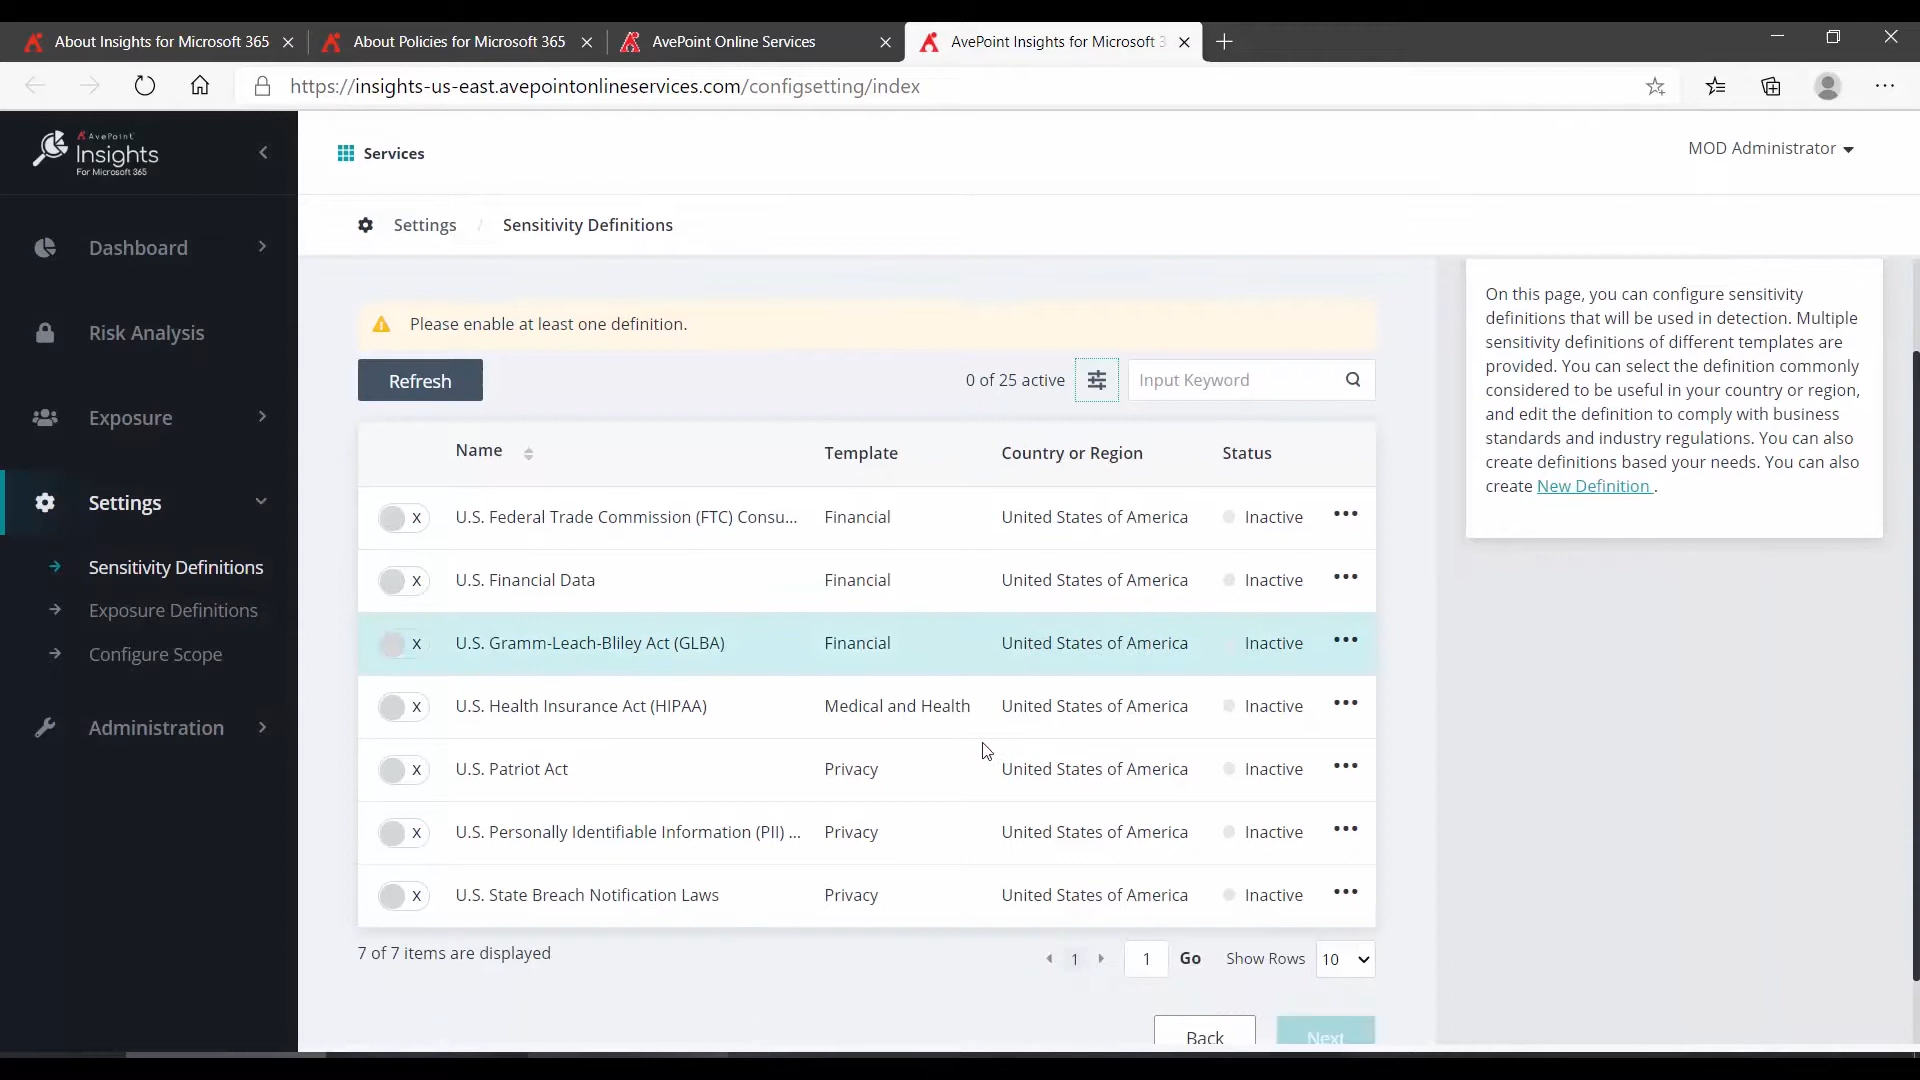 About Insights for Microsoft 365
About Policies for Microsoft 365
AvePoint Online Services
AvePoint Insights for Microsoft 3
https://insights-us-east.avepointonlineservices.com/configsetting/index
AvePoint
Insights
For Microsoft 365
Services
MOD Administrator
Dashboard
Risk Analysis
Exposure
Settings
Sensitivity Definitions
Exposure Definitions
Configure Scope
Administration
Settings / Sensitivity Definitions
Please enable at least one definition.
Refresh
0 of 25 active
Input Keyword
Name Template Country or Region Status
X U.S. Federal Trade Commission (FTC) Consu... Financial United States of America Inactive •••
X U.S. Financial Data Financial United States of America Inactive •••
X U.S. Gramm-Leach-Bliley Act (GLBA) Financial United States of America Inactive •••
X U.S. Health Insurance Act (HIPAA) Medical and Health United States of America Inactive •••
X U.S. Patriot Act Privacy United States of America Inactive •••
X U.S. Personally Identifiable Information (PII) ... Privacy United States of America Inactive •••
X U.S. State Breach Notification Laws Privacy United States of America Inactive •••
7 of 7 items are displayed
1 1 Go Show Rows 10
Back Next
On this page, you can configure sensitivity
definitions that will be used in detection. Multiple
sensitivity definitions of different templates are
provided. You can select the definition commonly
considered to be useful in your country or region,
and edit the definition to comply with business
standards and industry regulations. You can also
create definitions based your needs. You can also
create New Definition .